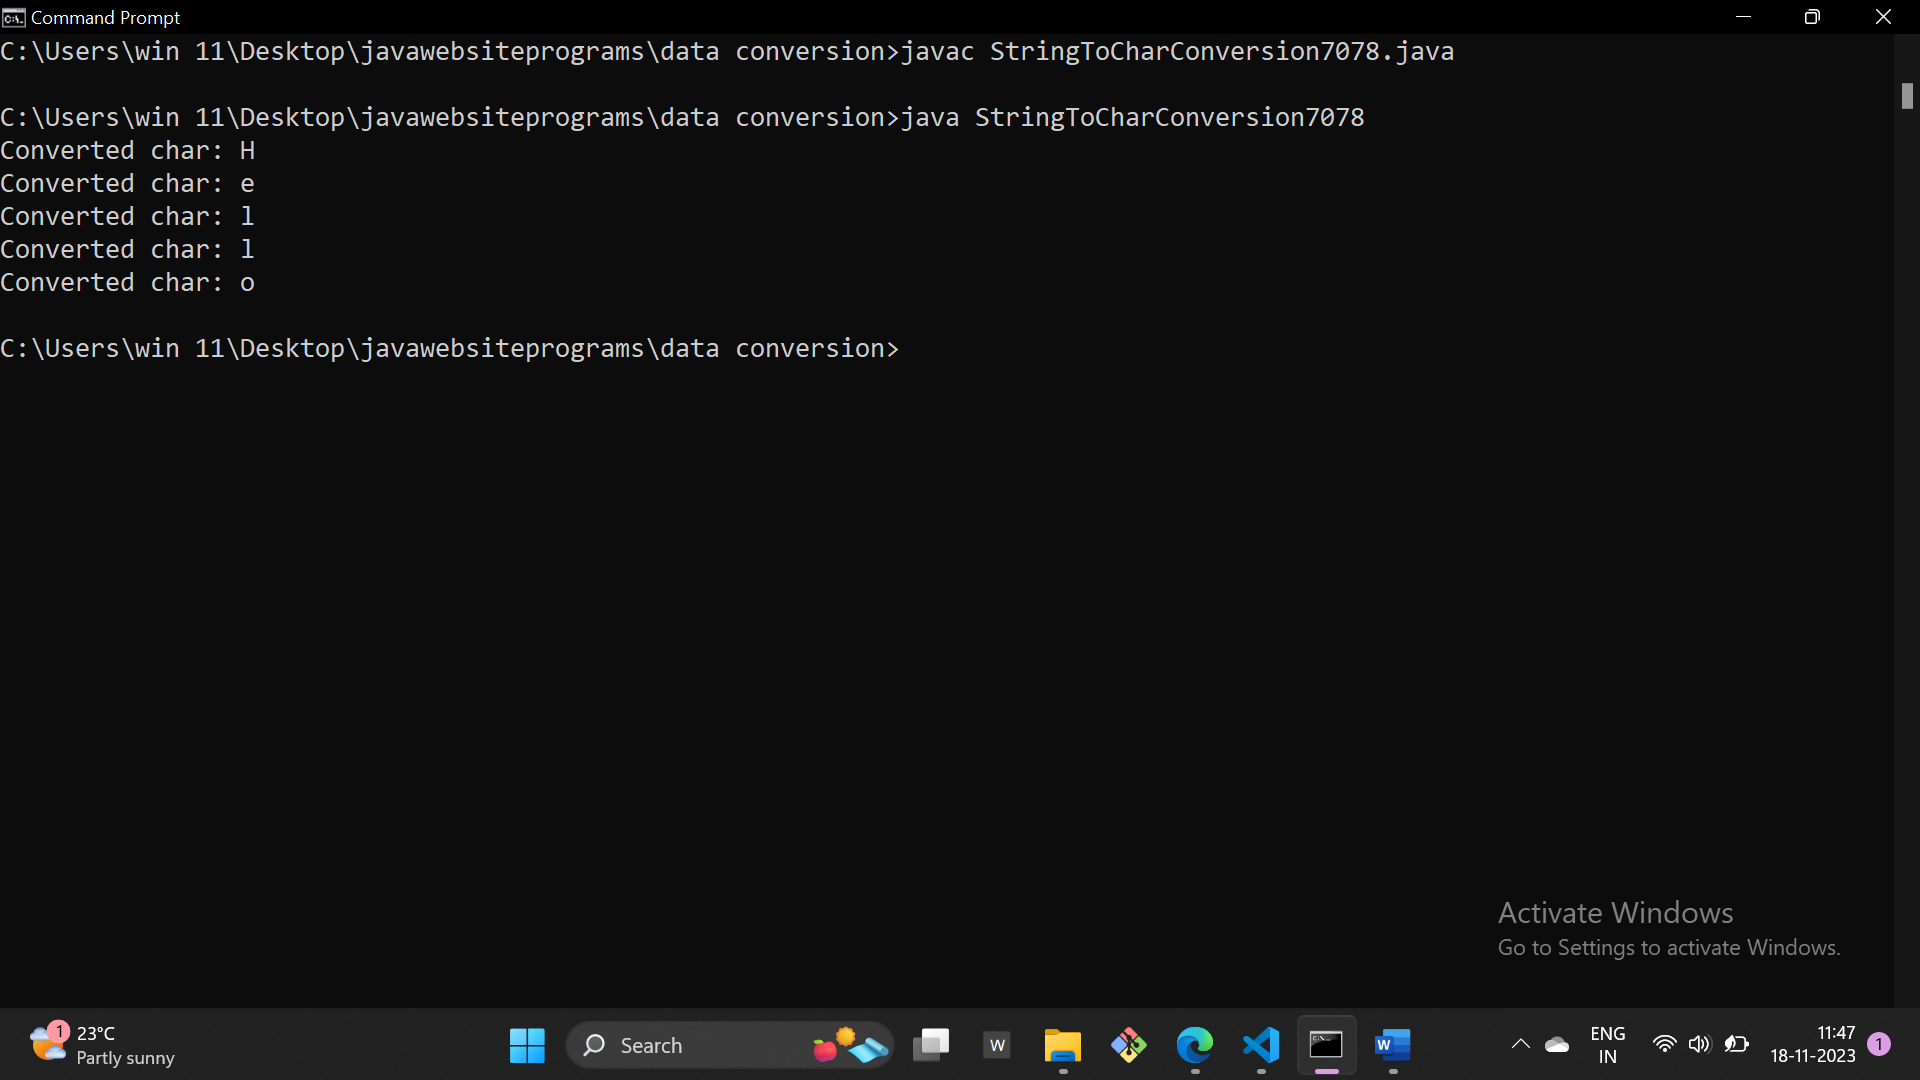 Command Prompt
C:\Users\win 11\Desktop\javawebsiteprograms\data conversion>javac StringToCharConversion7078.java
C:\Users\win 11\Desktop\javawebsiteprograms\data conversion>java StringToCharConversion7078
Converted char: H
Converted char: e
Converted char: l
Converted char: l
Converted char: o
C:\Users\win 11\Desktop\javawebsiteprograms\data conversion>
Activate Windows
Go to Settings to activate Windows.
1
23°C
Partly sunny
Search
W
W
ENG
IN
11:47
18-11-2023
1